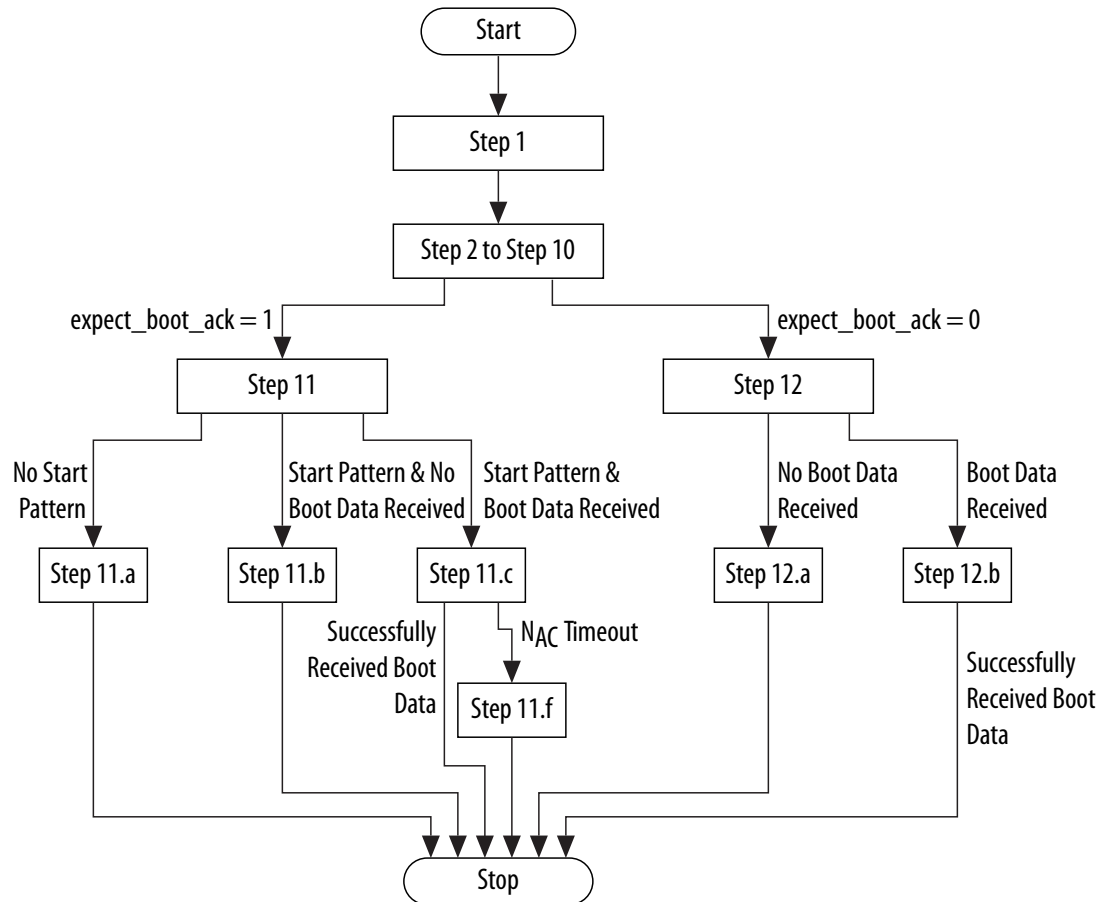 Start
Step 1
Step 2 to Step 10
expect_boot_ack = 1
expect_boot_ack = 0
Step 11
Step 12
No Start
Pattern
Start Pattern & No
Boot Data Received
Start Pattern &
Boot Data Received
No Boot Data
Received
Boot Data
Received
Step 11.a
Step 11.b
Step 11.c
Step 12.a
Step 12.b
Successfully
Received Boot
Data
NAC Timeout
Step 11.f
Successfully
Received Boot
Data
Stop